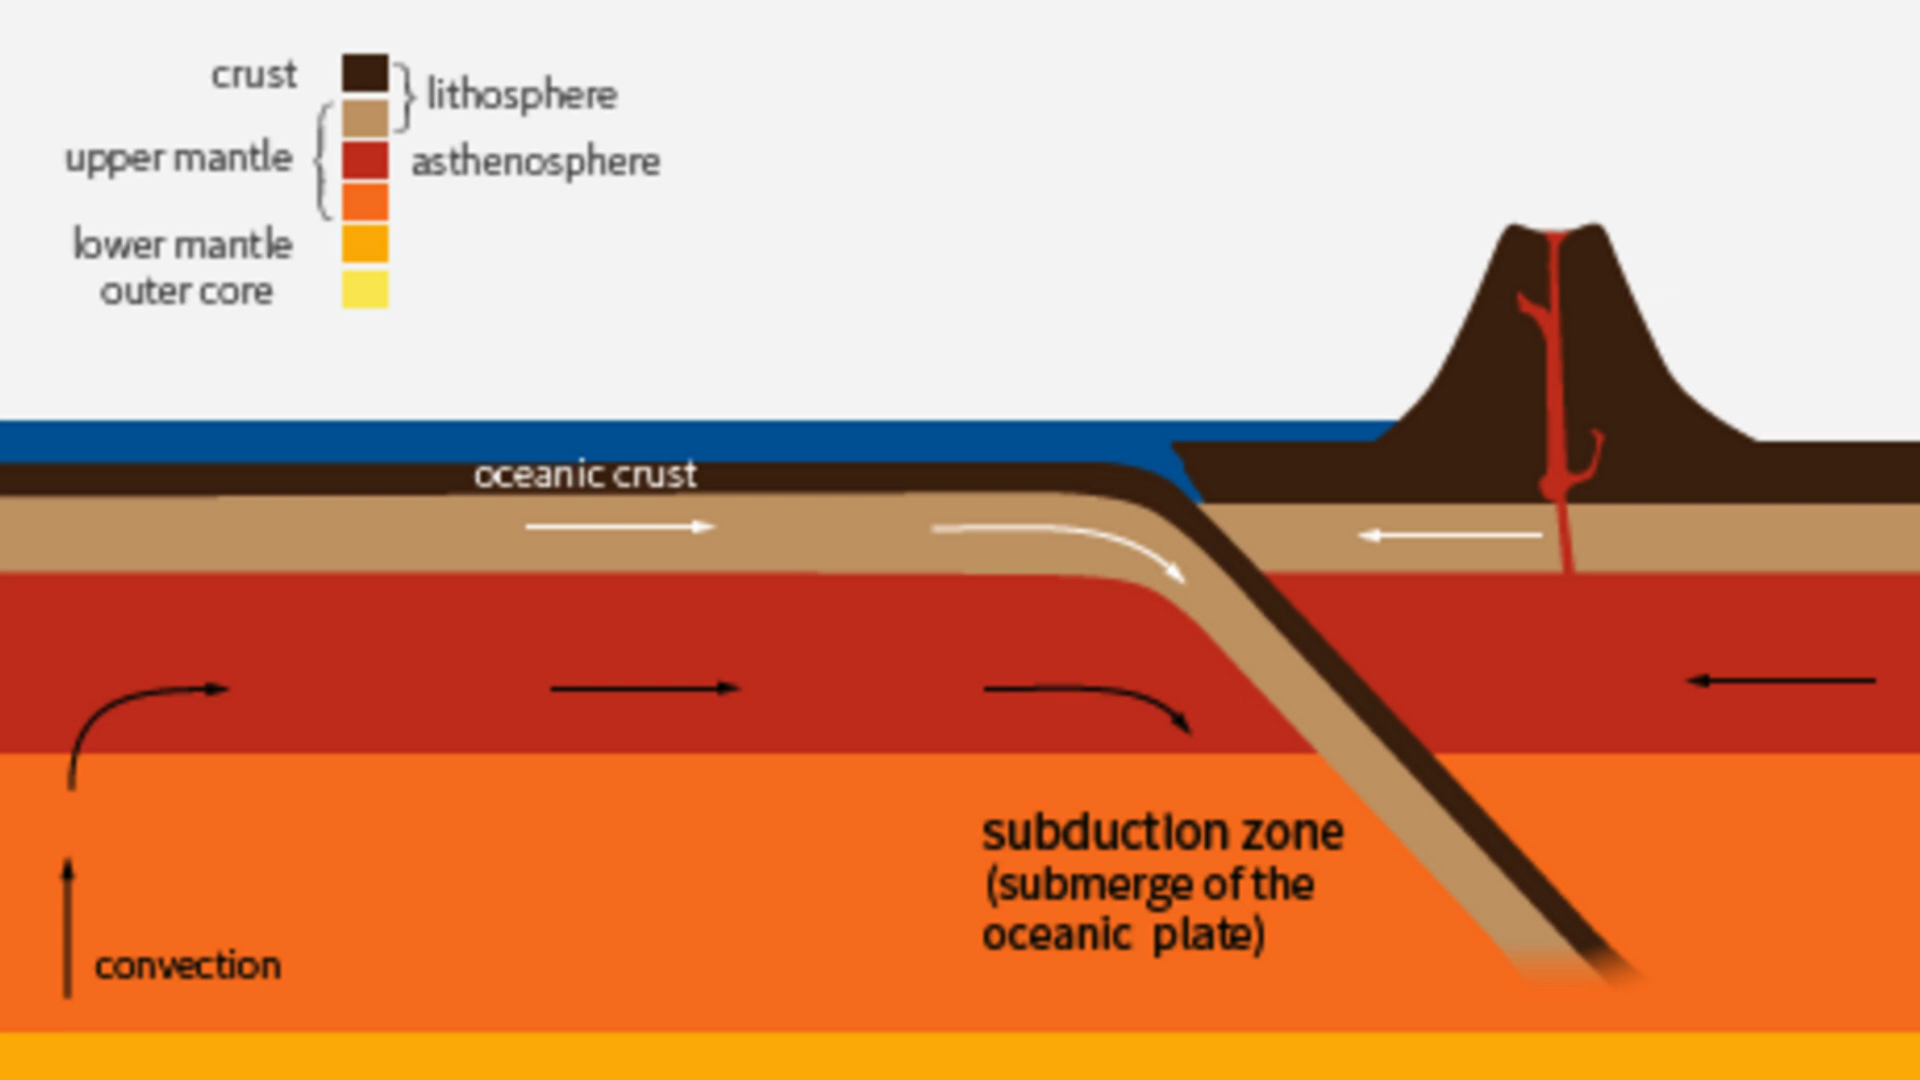 crust
lithosphere
upper mantle
asthenosphere
lower mantle
outer core
oceanic crust
subduction zone
(submerge of the
oceanic plate)
convection